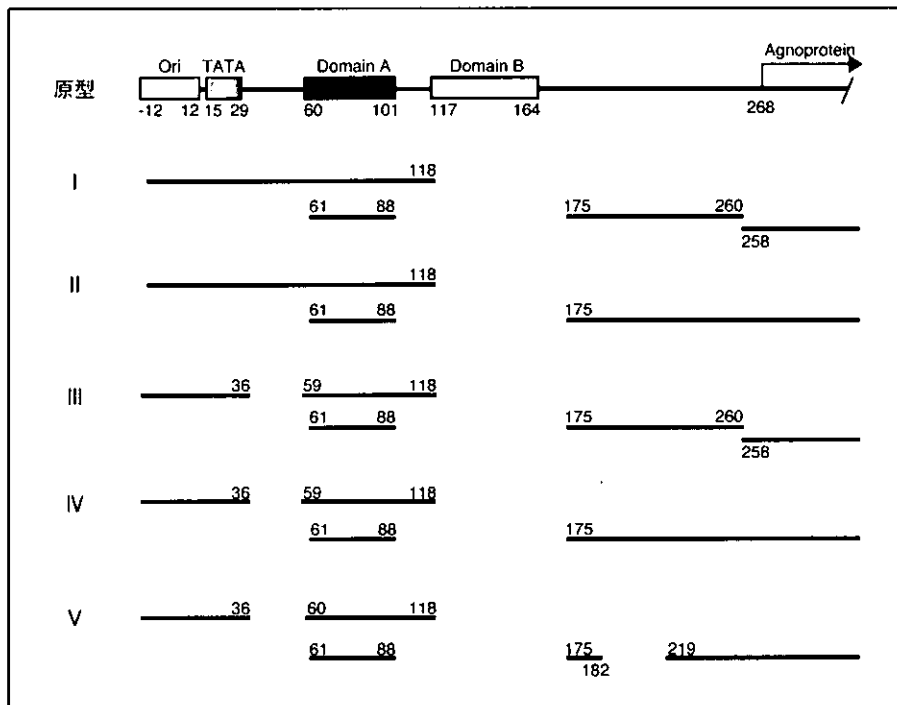 Agnoprotein
Ori TATA Domain A Domain B
原型
-12 12 15 29 60 101 117 164 268
I
118
61 88 175 260
258
II
118
61 88 175
III
36 59 118
61 88 175 260
258
IV
36 59 118
61 88 175
V
36 60 118
61 88 175 219
182